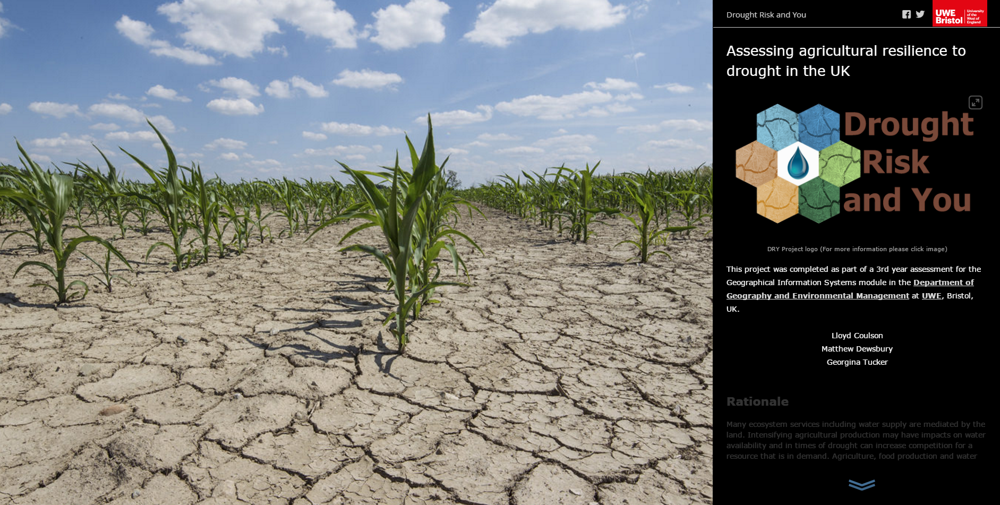 Drought Risk and You
UWE
Bristol
University
of the
West of
England
Assessing agricultural resilience to
drought in the UK
Drought
Risk
and You
DRY Project logo (For more information please click image)
This project was completed as part of a 3rd year assessment for the
Geographical Information Systems module in the Department of
Geography and Environmental Management at UWE, Bristol,
UK.
Lloyd Coulson
Matthew Dewsbury
Georgina Tucker
Rationale
Many ecosystem services including water supply are mediated by the
land. Intensifying agricultural production may have impacts on water
availability and in times of drought can increase competition for a
resource that is in demand. Agriculture, food production and water